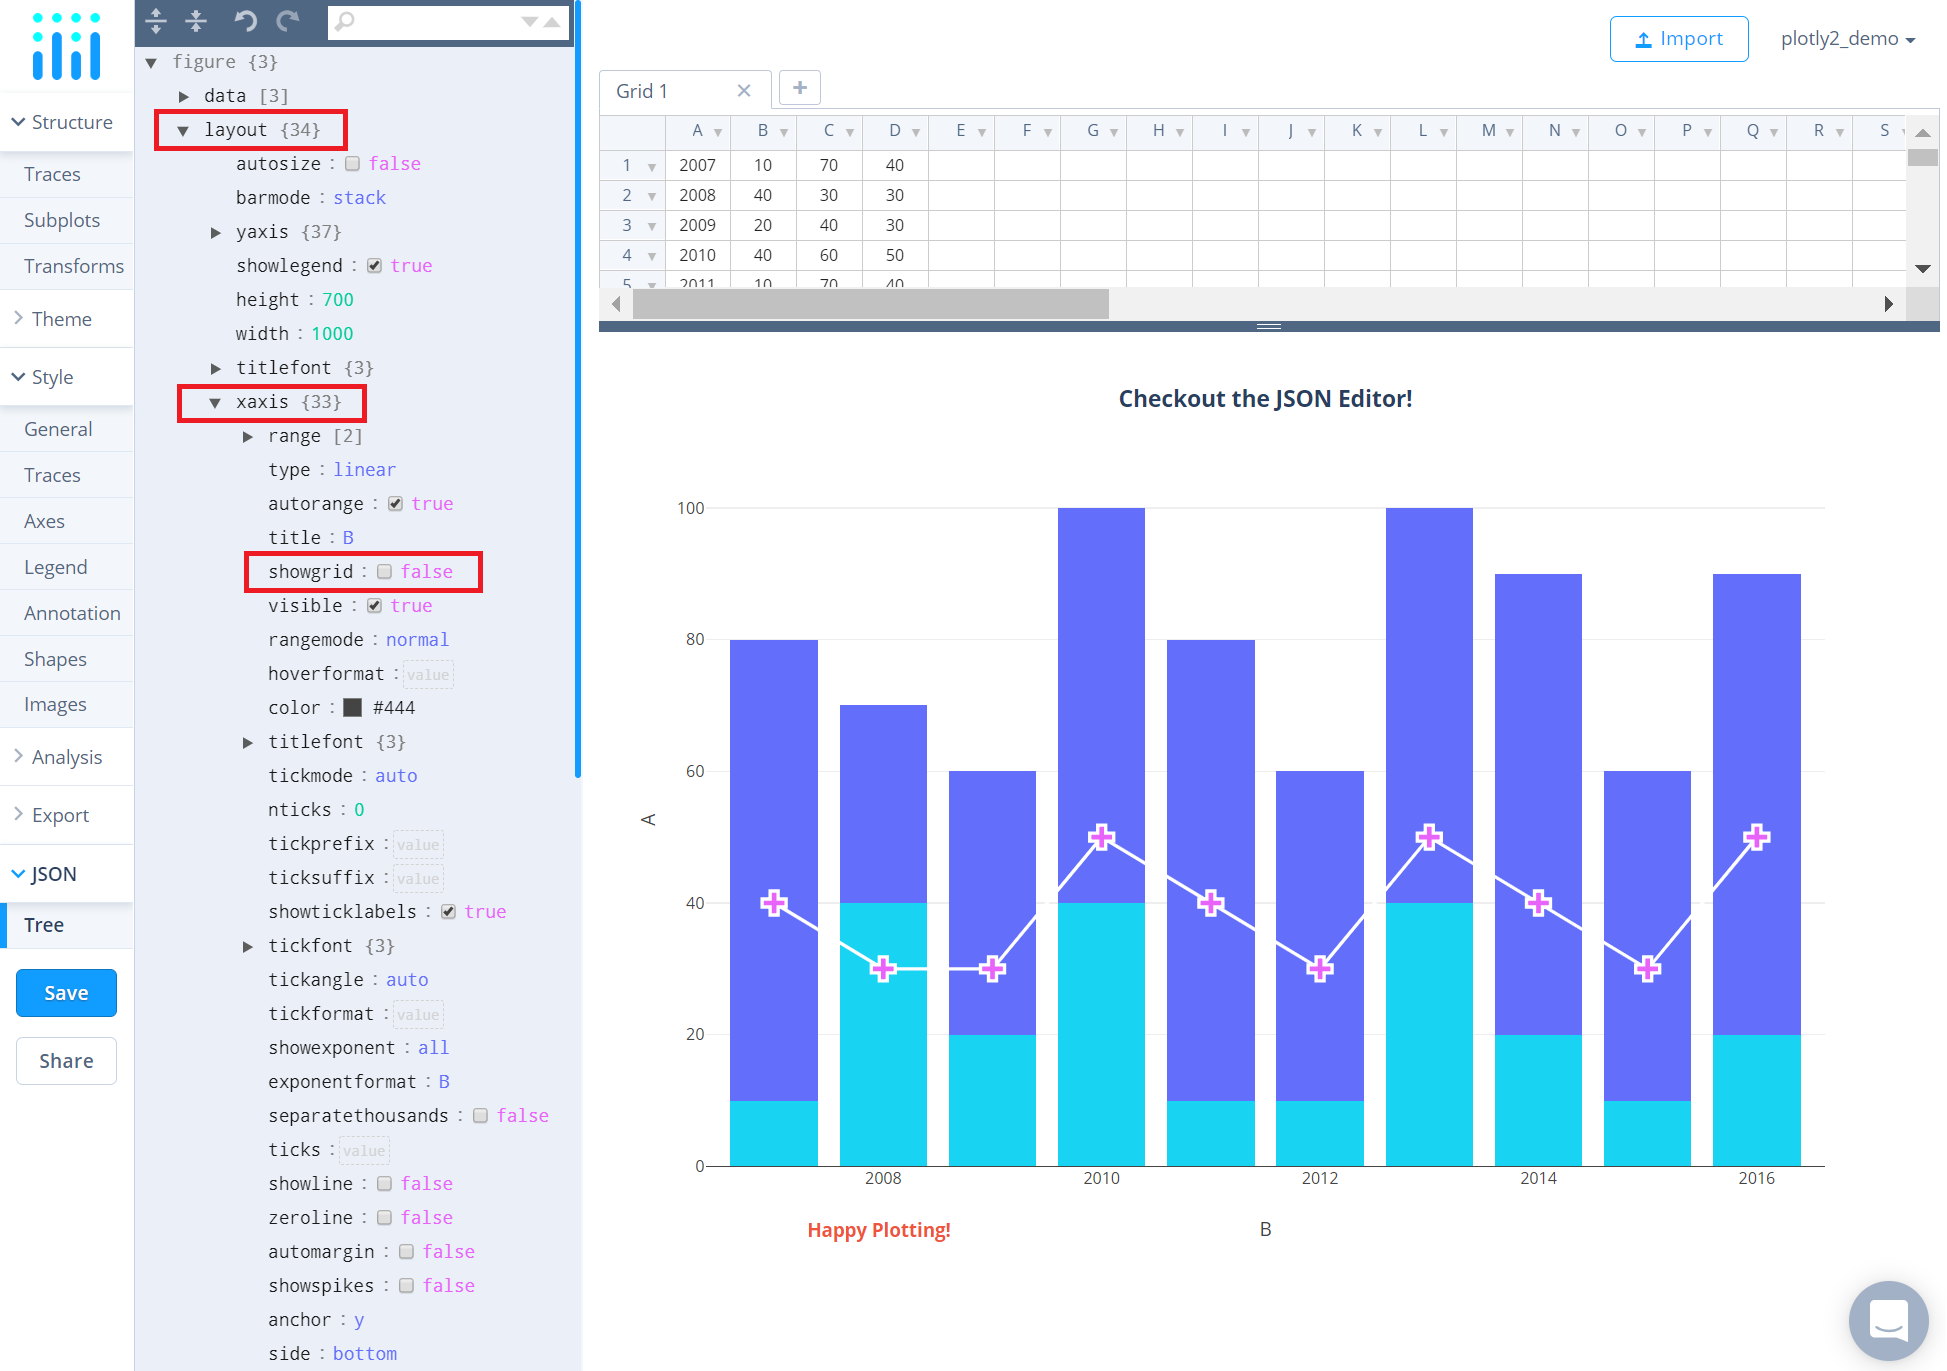 Structure
Traces
Subplots
Transforms
Theme
Style
General
Traces
Axes
Legend
Annotation
Shapes
Images
Analysis
Export
JSON
Tree
Save
Share
figure {3}
data [3]
layout {34}
autosize : false
barmode : stack
yaxis {37}
showlegend : true
height : 700
width : 1000
titlefont {3}
xaxis {33}
range [2]
type : linear
autorange : true
title : B
showgrid : false
visible : true
rangemode : normal
hoverformat : value
color : #444
titlefont {3}
tickmode : auto
nticks : 0
tickprefix : value
ticksuffix : value
showticklabels : true
tickfont {3}
tickangle : auto
tickformat : value
showexponent : all
exponentformat : B
separatethousands : false
ticks : value
showline : false
zeroline : false
automargin : false
showspikes : false
anchor : y
side : bottom
Import
plotly2_demo
Grid 1
A B C D E F G H I J K L M N O P Q R S
1 2007 10 70 40
2 2008 40 30 30
3 2009 20 40 30
4 2010 40 60 50
5 2011 10 70 40
Checkout the JSON Editor!
100
80
60
40
20
0
A
2008 2010 2012 2014 2016
Happy Plotting!
B